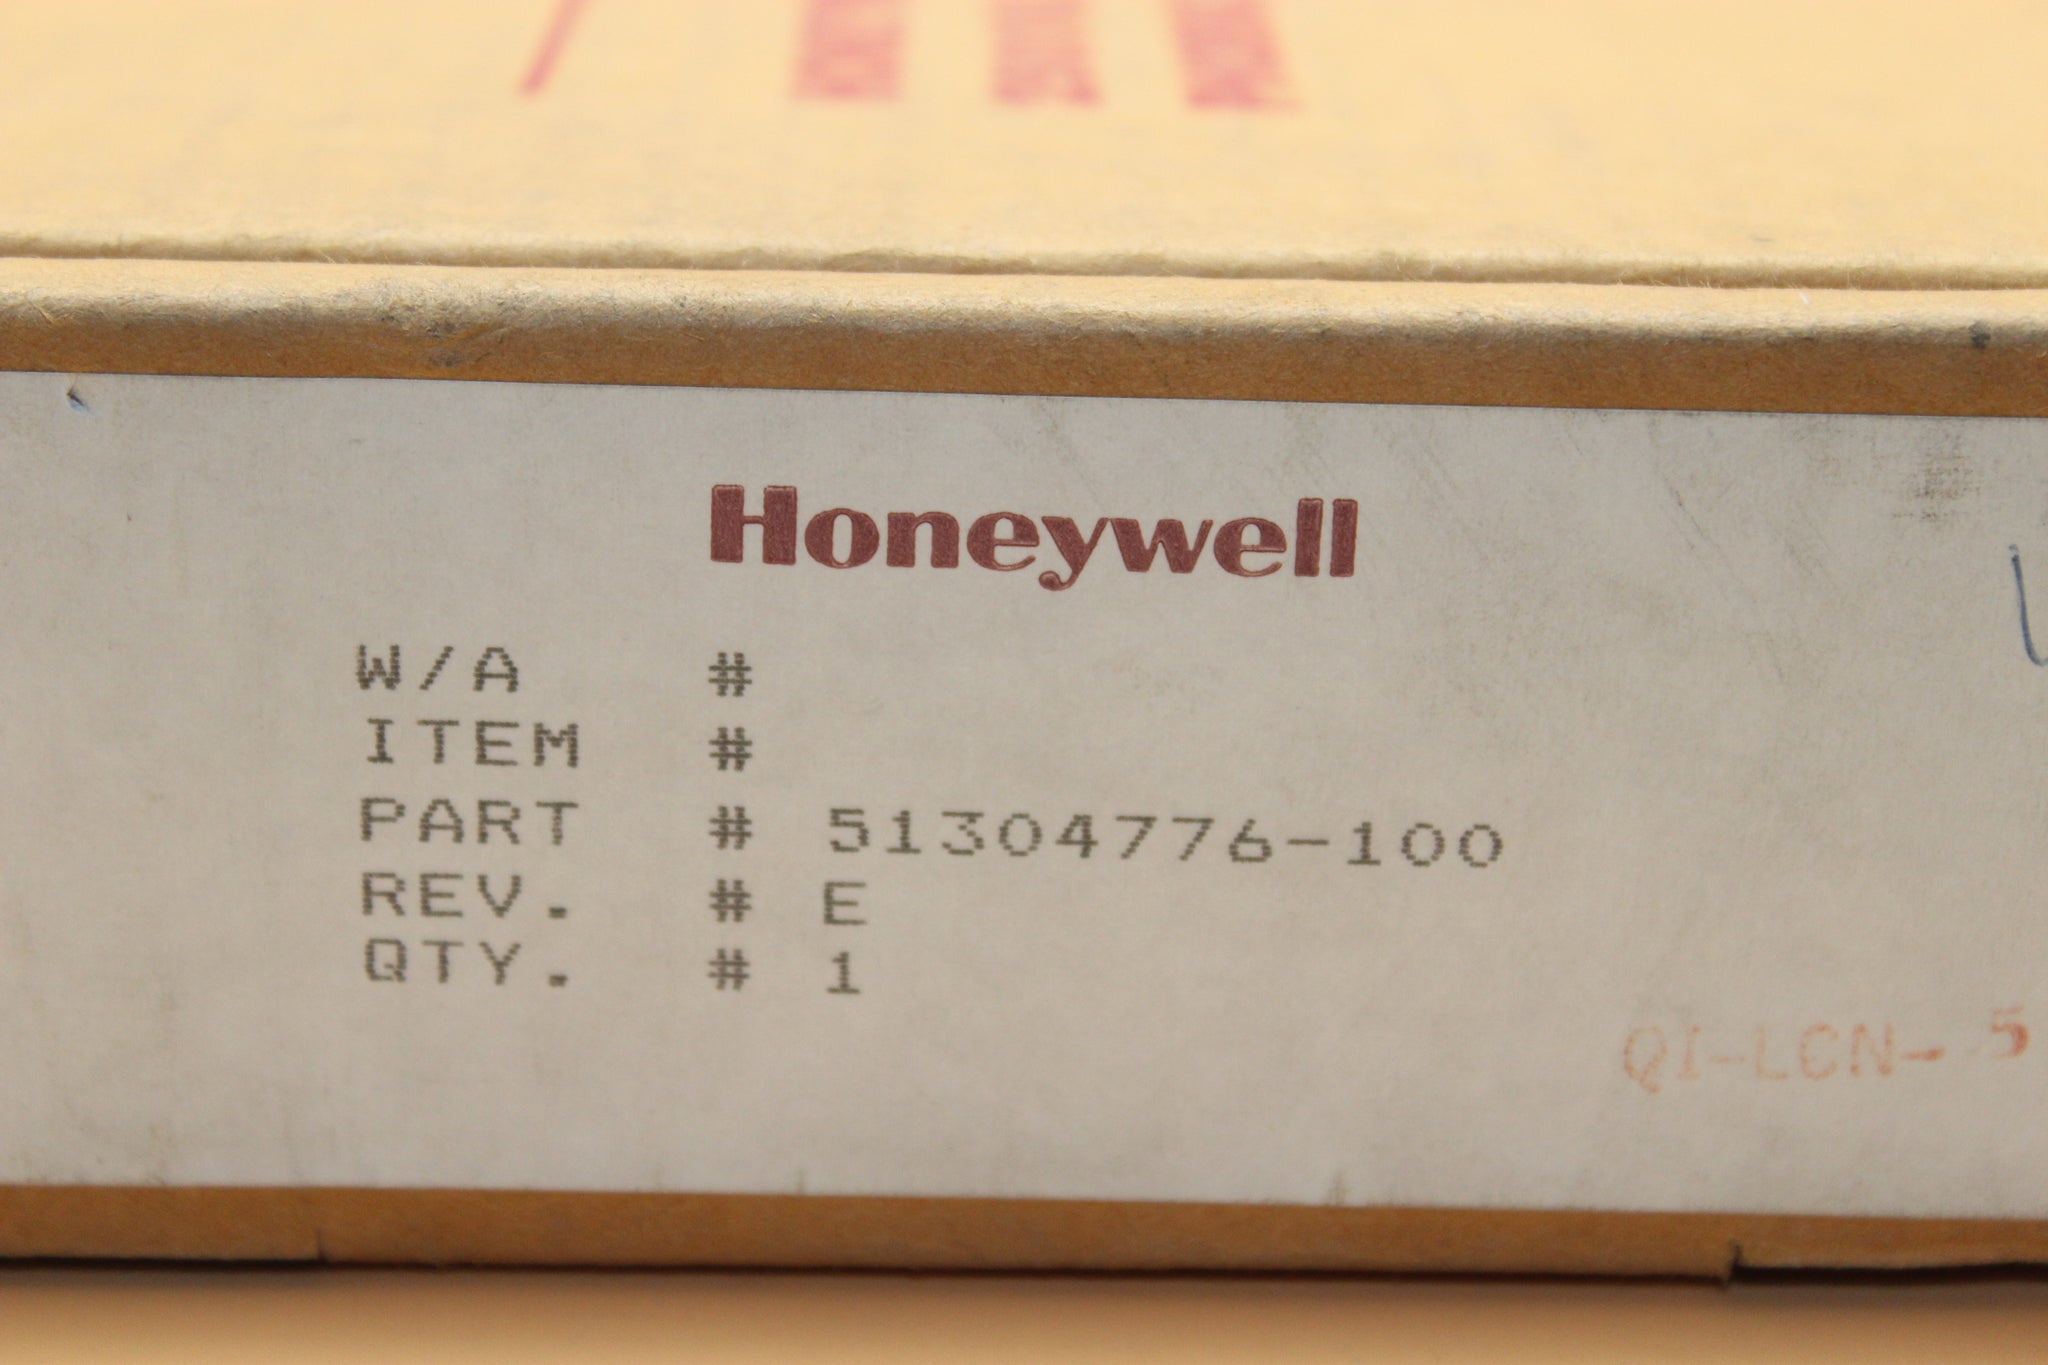 Honeywell
W/A #
ITEM #
PART # 51304776-100
REV. # E
QTY. # 1
QI-LCN- 5